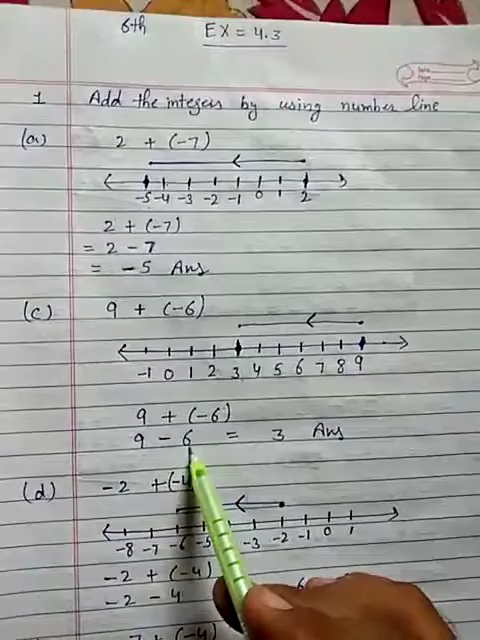 6th EX = 4.3
1 Add the integers by using number line
(a) 2 + (-7)
-5 -4 -3 -2 -1 0 1 2
2 + (-7)
= 2 - 7
= -5 Ans
(c) 9 + (-6)
-1 0 1 2 3 4 5 6 7 8 9
9 + (-6)
9 - 6 = 3 Ans
(d) -2 + (-4
-8 -7 -6 -5 -3 -2 -1 0 1
-2 + (-4)
-2 - 4
+ (-4)